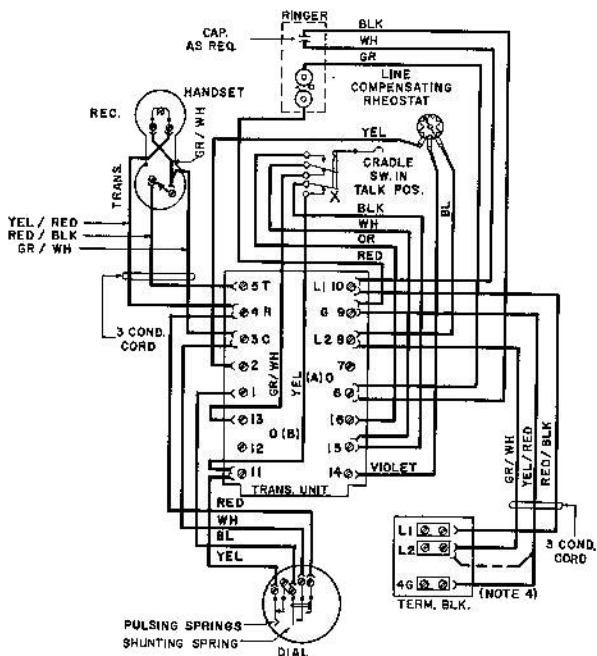 RINGER
BLK
WH
GR
CAP.
AS REQ.
LINE
COMPENSATING
RHEOSTAT
HANDSET
REC.
GR/WH
TRANS.
YEL
CRADLE
SW. IN
TALK POS.
BL
X
BLK
WH
OR
RED
YEL/RED
RED/BLK
GR/WH
3 COND.
CORD
5 T
4 R
3 C
2
1
13
12
11
L1 10
G 9
L2 8
7
6
16
15
14
(A) O
O (B)
GR/WH
YEL
VIOLET
TRANS. UNIT
RED
WH
BL
YEL
GR/WH
YEL/RED
RED/BLK
L1
L2
4G
TERM. BLK.
(NOTE 4)
3 COND.
CORD
PULSING SPRINGS
SHUNTING SPRING
DIAL